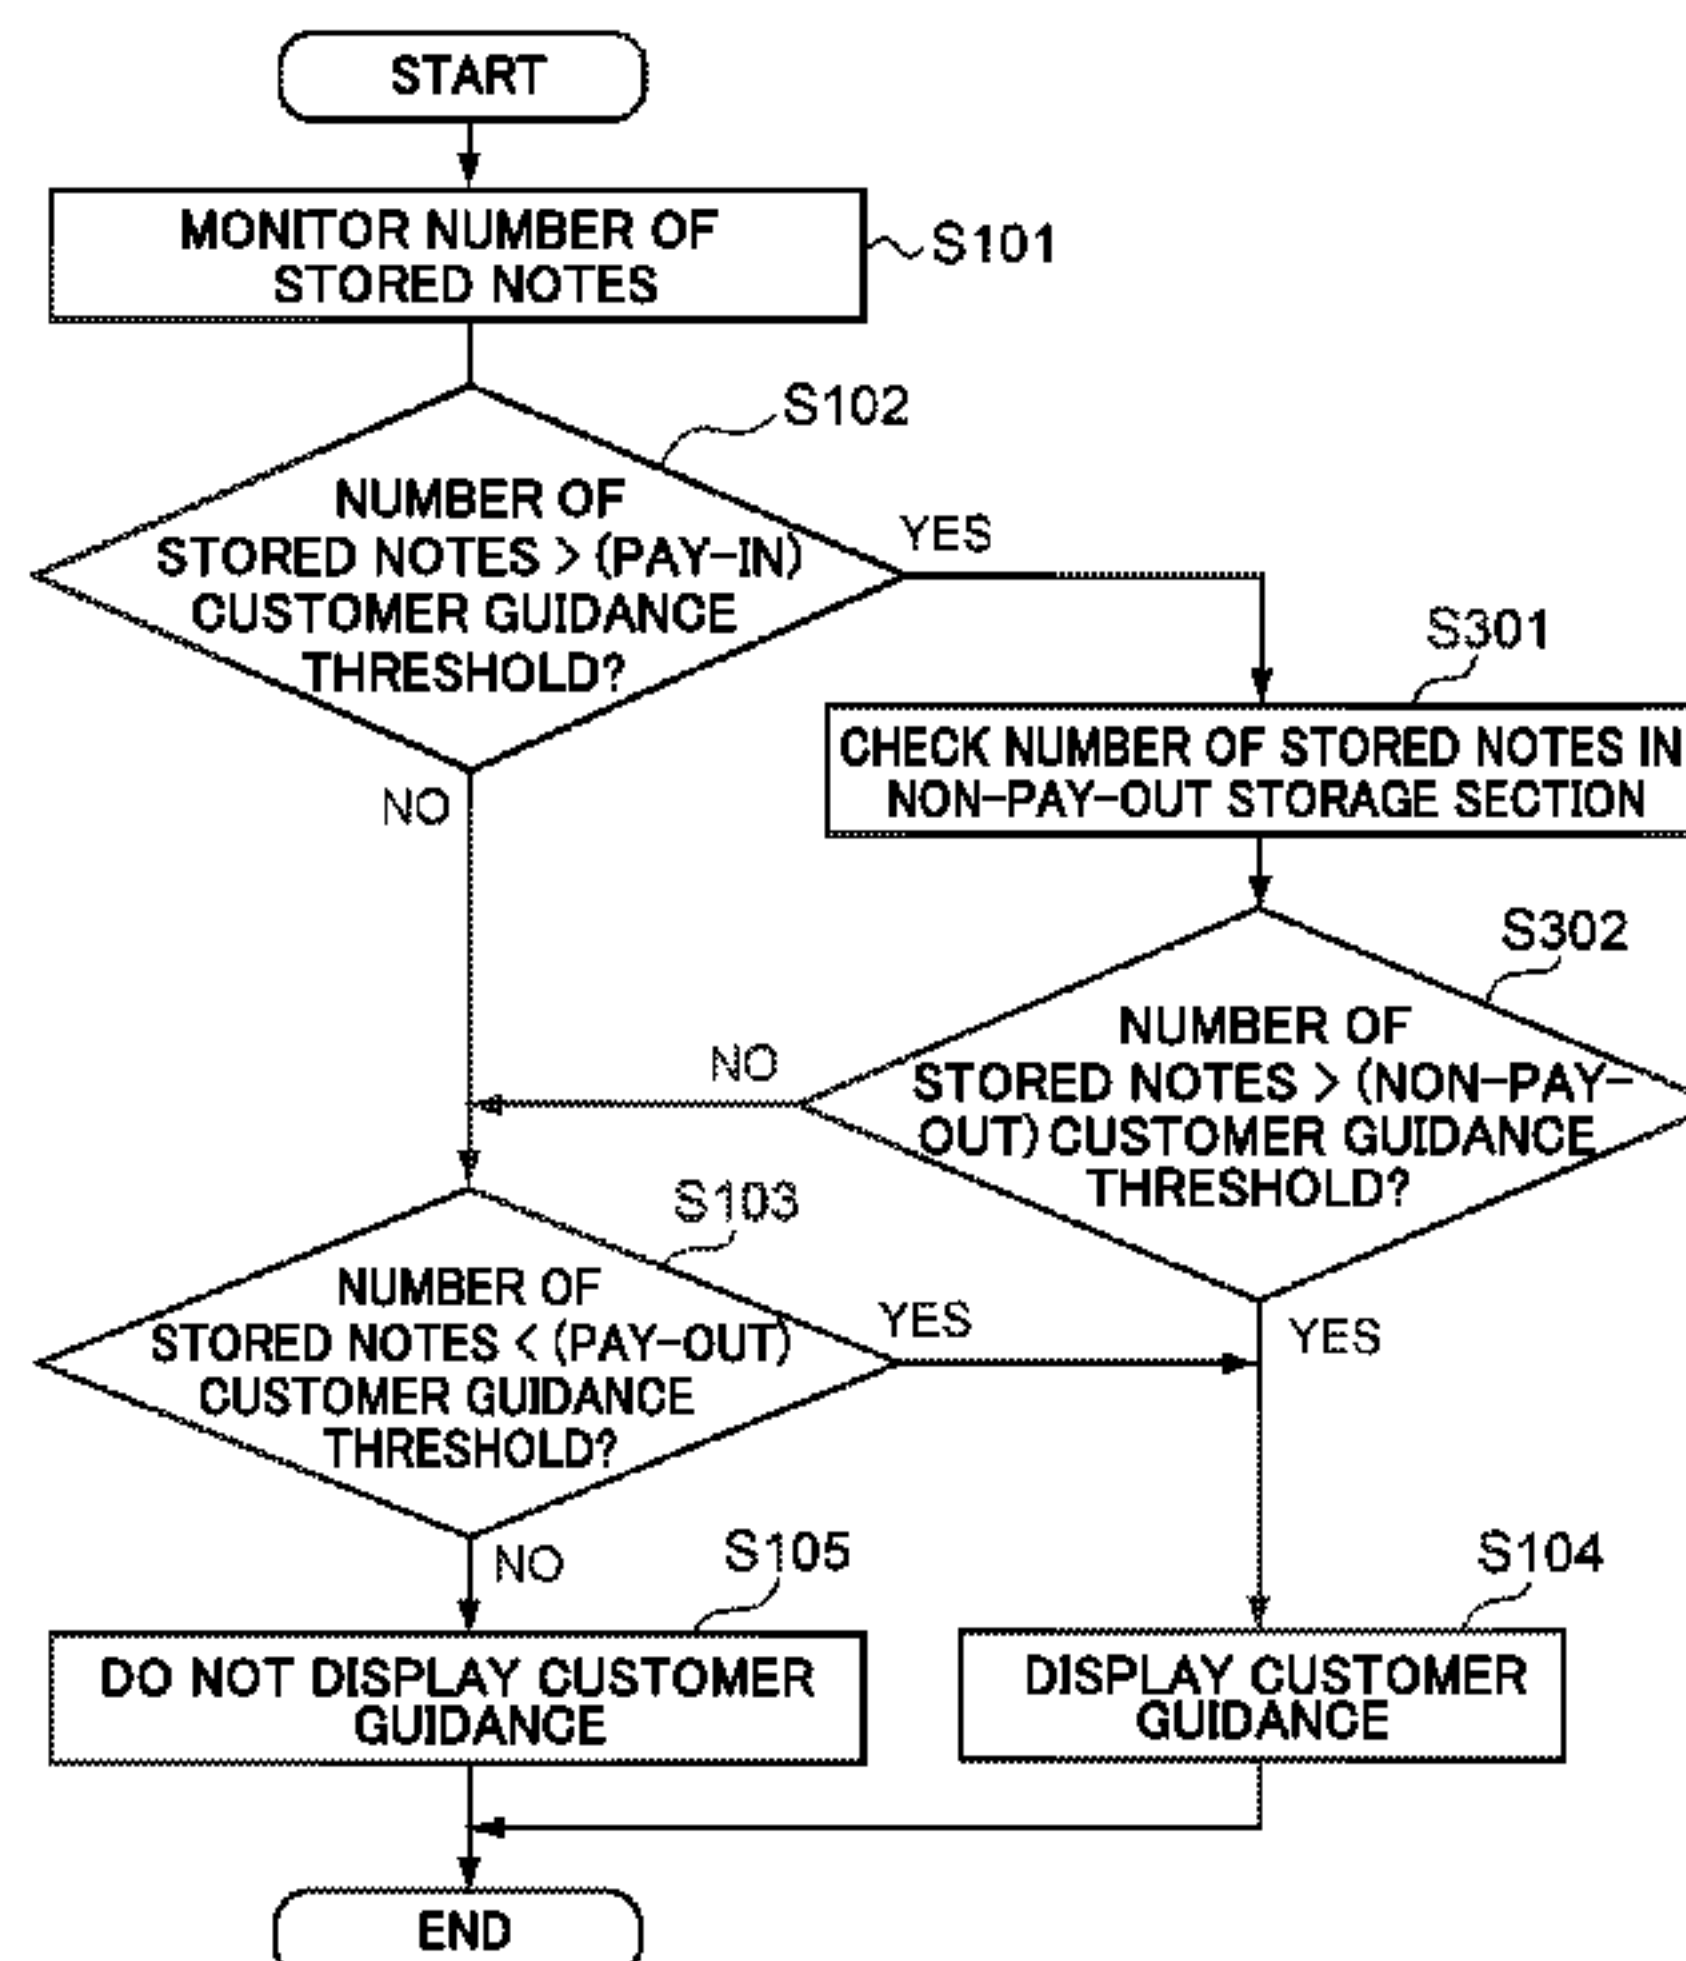 START
MONITOR NUMBER OF
STORED NOTES
S101
S102
NUMBER OF
STORED NOTES > (PAY-IN)
CUSTOMER GUIDANCE
THRESHOLD?
YES
NO
S301
CHECK NUMBER OF STORED NOTES IN
NON-PAY-OUT STORAGE SECTION
S302
NUMBER OF
STORED NOTES > (NON-PAY-
OUT) CUSTOMER GUIDANCE
THRESHOLD?
NO
YES
S103
NUMBER OF
STORED NOTES < (PAY-OUT)
CUSTOMER GUIDANCE
THRESHOLD?
YES
NO
S105
DO NOT DISPLAY CUSTOMER
GUIDANCE
S104
DISPLAY CUSTOMER
GUIDANCE
END